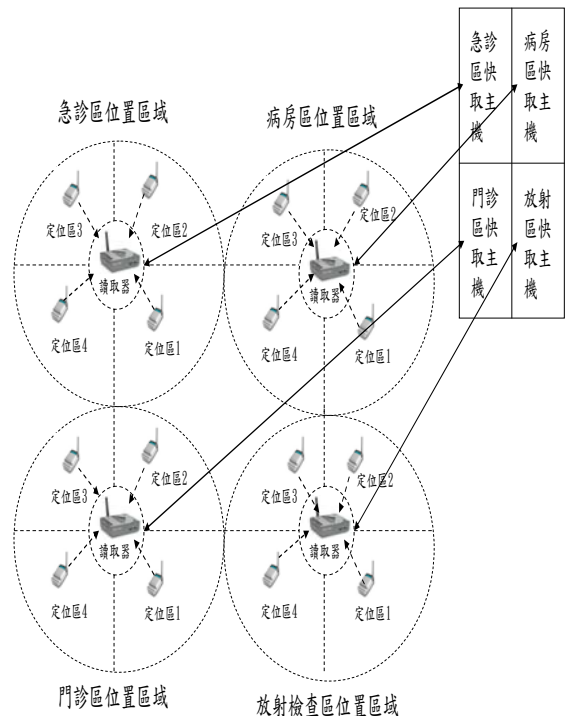 急診
區快
取主
機
病房
區快
取主
機
門診
區快
取主
機
放射
區快
取主
機
急診區位置區域
病房區位置區域
定位區3
定位區2
讀取器
定位區4
定位區1
定位區3
定位區2
讀取器
定位區4
定位區1
定位區3
定位區2
讀取器
定位區4
定位區1
定位區3
定位區2
讀取器
定位區4
定位區1
門診區位置區域
放射檢查區位置區域